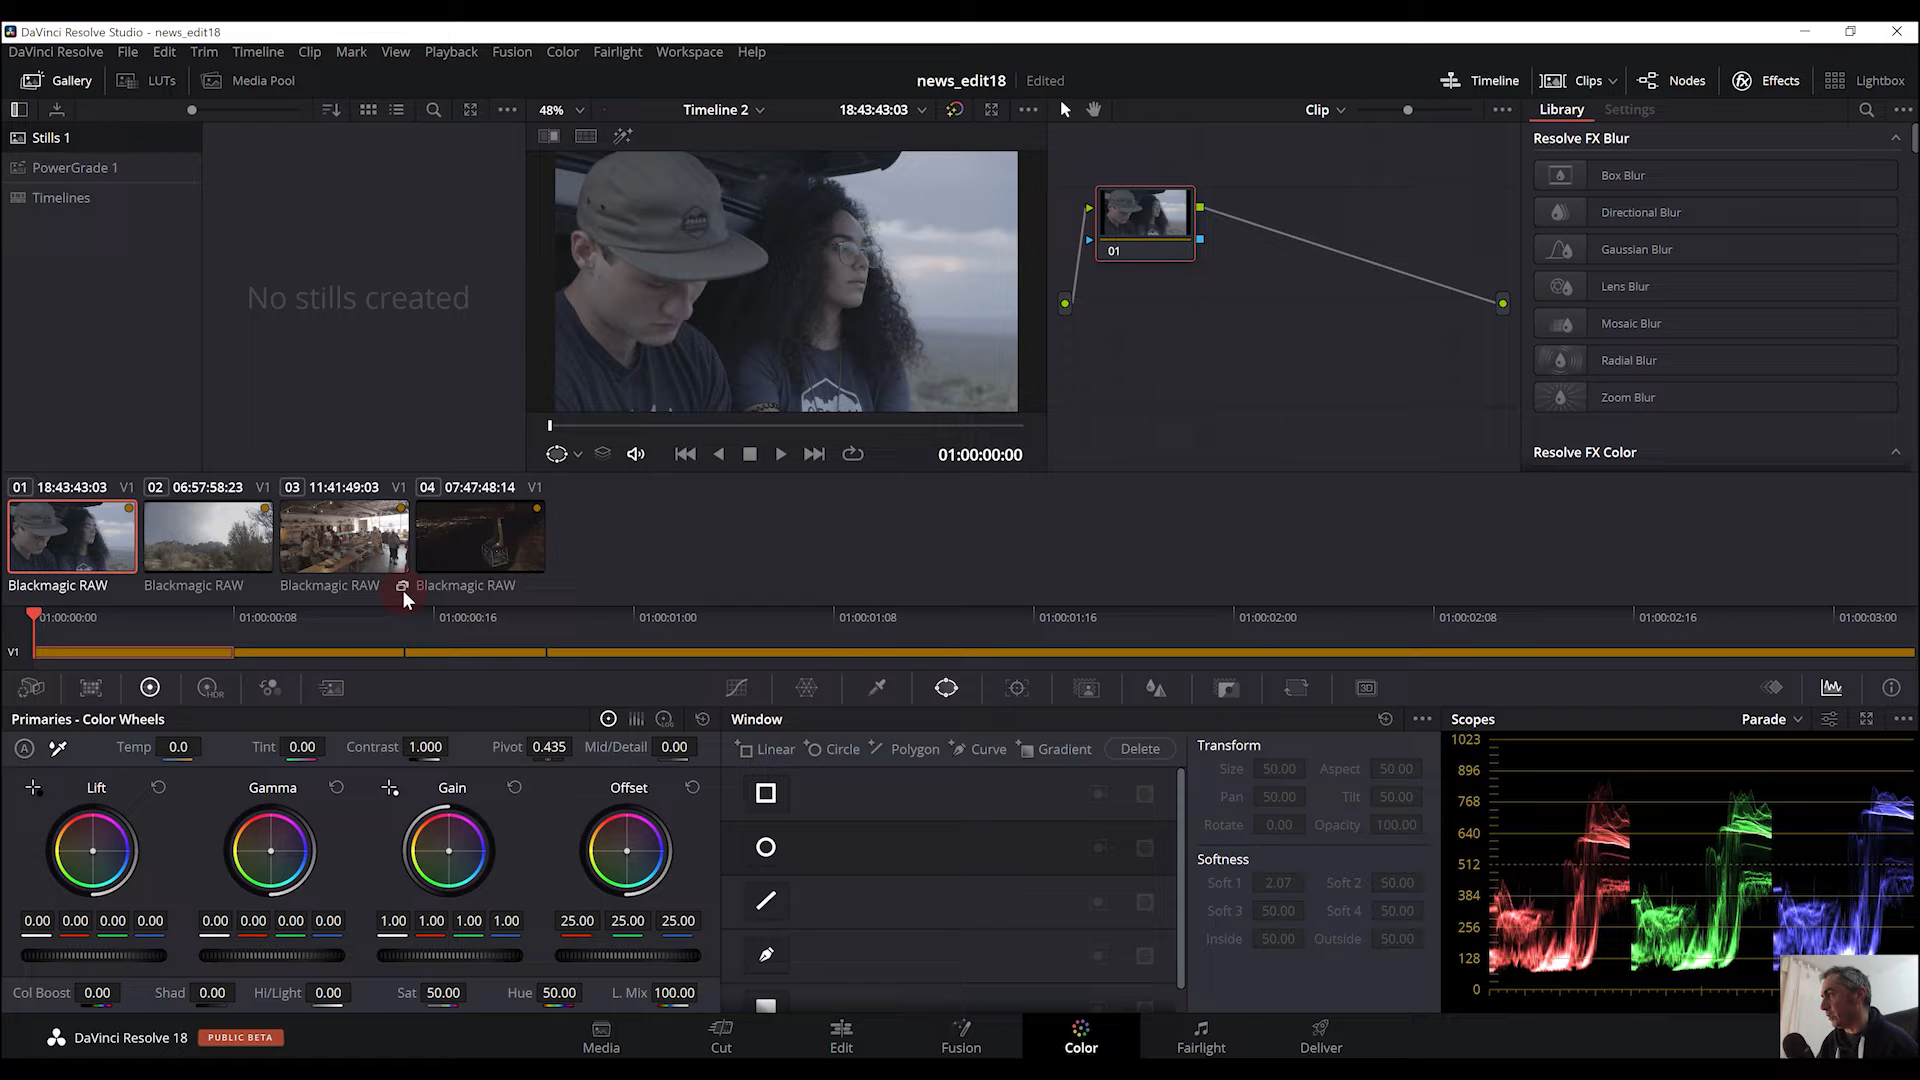 DaVinci Resolve Studio - news_edit18
DaVinci Resolve File Edit Trim Timeline Clip Mark View Playback Fusion Color Fairlight Workspace Help
Gallery LUTs Media Pool news_edit18 Edited Timeline Clips Nodes Effects Lightbox
48% Timeline 2 18:43:43:03 Clip Library Settings
Stills 1
PowerGrade 1
Timelines
No stills created
01
Resolve FX Blur
Box Blur
Directional Blur
Gaussian Blur
Lens Blur
Mosaic Blur
Radial Blur
Zoom Blur
Resolve FX Color
01:00:00:00
01 18:43:43:03 V1 02 06:57:58:23 V1 03 11:41:49:03 V1 04 07:47:48:14 V1
Blackmagic RAW Blackmagic RAW Blackmagic RAW Blackmagic RAW
01:00:00:00 01:00:00:08 01:00:00:16 01:00:01:00 01:00:01:08 01:00:01:16 01:00:02:00 01:00:02:08 01:00:02:16 01:00:03:00
V1
HDR 3D
Primaries - Color Wheels LOG Window Scopes Parade
A Temp 0.0 Tint 0.00 Contrast 1.000 Pivot 0.435 Mid/Detail 0.00
Linear Circle Polygon Curve Gradient Delete
Lift Gamma Gain Offset
0.00 0.00 0.00 0.00 0.00 0.00 0.00 0.00 1.00 1.00 1.00 1.00 25.00 25.00 25.00
Col Boost 0.00 Shad 0.00 Hi/Light 0.00 Sat 50.00 Hue 50.00 L. Mix 100.00
Transform
Size 50.00 Aspect 50.00
Pan 50.00 Tilt 50.00
Rotate 0.00 Opacity 100.00
Softness
Soft 1 2.07 Soft 2 50.00
Soft 3 50.00 Soft 4 50.00
Inside 50.00 Outside 50.00
1023
896
768
640
512
384
256
128
0
DaVinci Resolve 18 PUBLIC BETA Media Cut Edit Fusion Color Fairlight Deliver